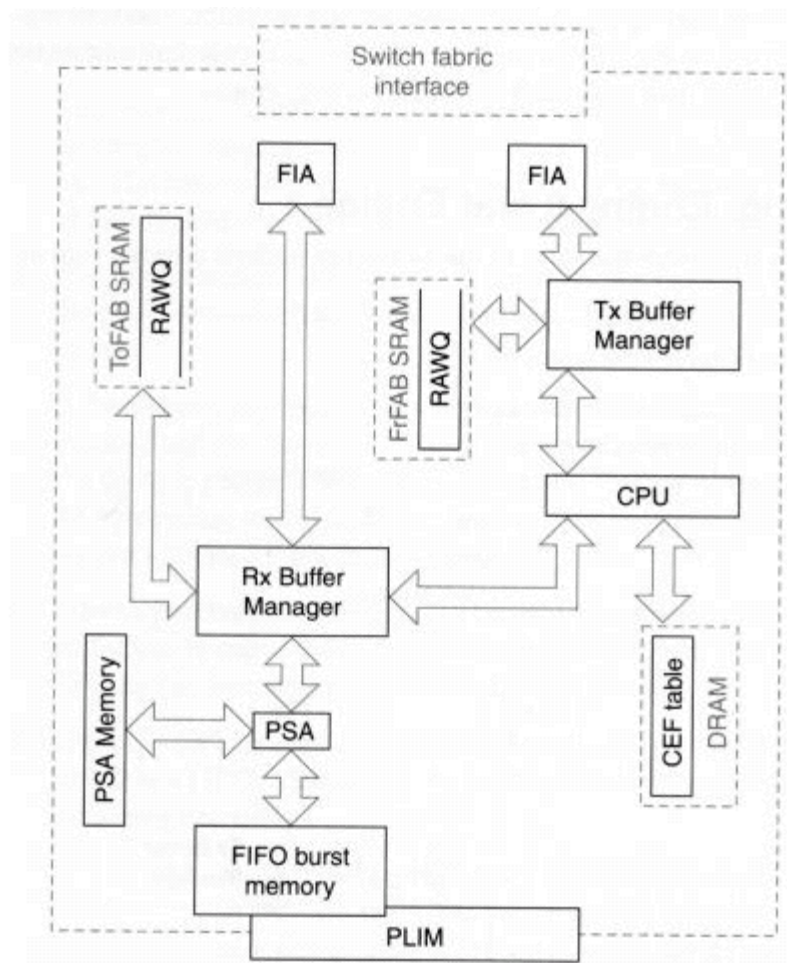 Switch fabric
interface
FIA
FIA
ToFAB SRAM
RAWQ
FrFAB SRAM
RAWQ
Tx Buffer
Manager
CPU
Rx Buffer
Manager
PSA Memory
PSA
CEF table
DRAM
FIFO burst
memory
PLIM